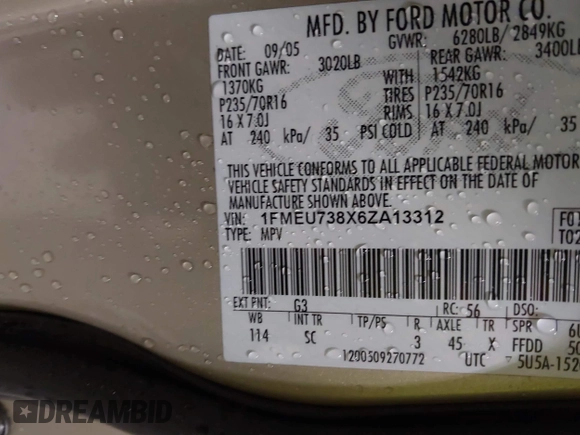 MFD. BY FORD MOTOR CO.
DATE: 09/05 GVWR: 6280LB/ 2849KG
FRONT GAWR: 3020LB REAR GAWR: 3400LB
1370KG WITH 1542KG
P235/70R16 TIRES P235/70R16
16 X 7.0J RIMS 16 X 7.0J
AT 240 kPa/ 35 PSI COLD AT 240 kPa/ 35
THIS VEHICLE CONFORMS TO ALL APPLICABLE FEDERAL MOTOR
VEHICLE SAFETY STANDARDS IN EFFECT ON THE DATE OF
MANUFACTURE SHOWN ABOVE.
VIN: 1FMEU738X6ZA13312
TYPE: MPV
EXT PNT: G3 RC: 56 DSO:
WB INT TR TP/PS R AXLE TR SPR
114 SC 3 45 X FFDD
1200509270772 UTC 5U5A-152
DREAMBID